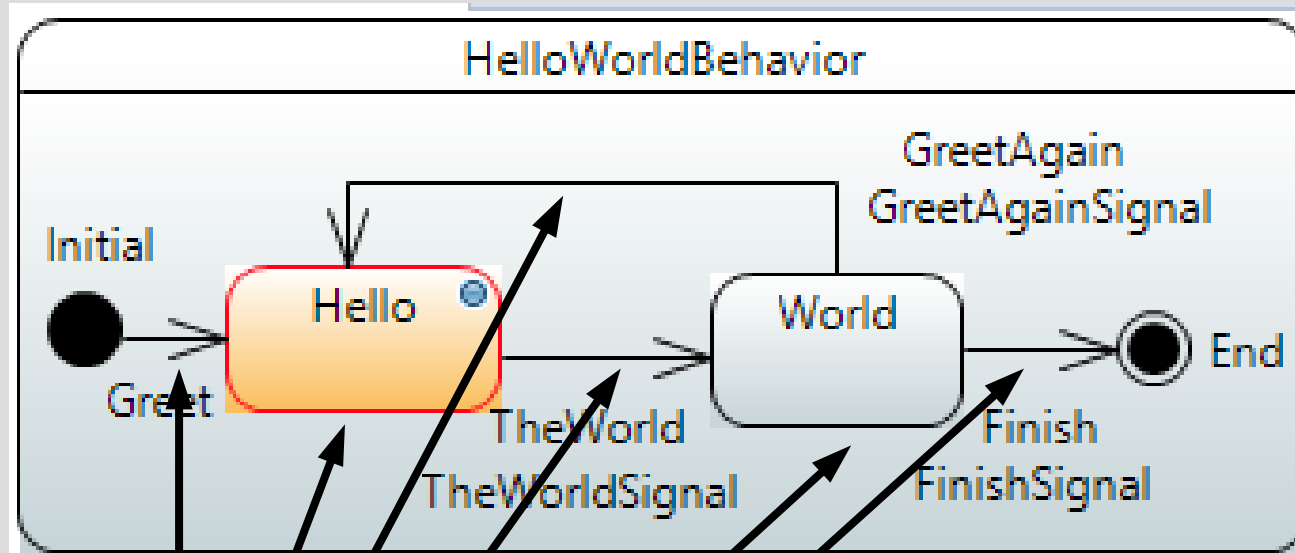 HelloWorldBehavior
GreetAgain
GreetAgainSignal
Initial
Hello
World
End
Greet
TheWorld
TheWorldSignal
Finish
FinishSignal